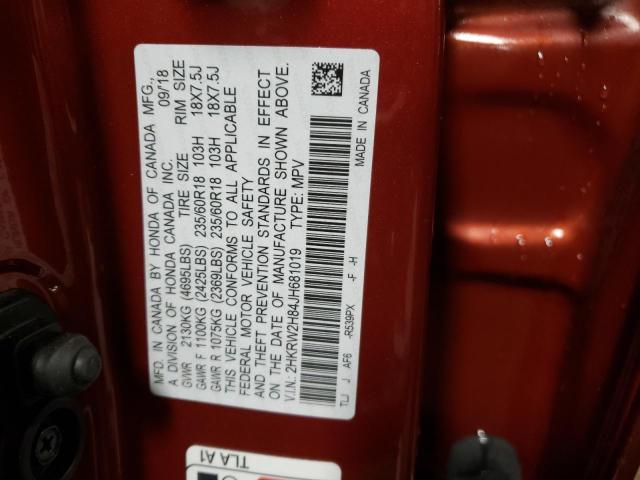 MFD. IN CANADA BY HONDA OF CANADA MFG.,
A DIVISION OF HONDA CANADA INC. 09/18
GVWR 2130KG (4695LBS) TIRE SIZE RIM SIZE
GAWR F 1100KG (2425LBS) 235/60R18 103H 18X7.5J
GAWR R 1075KG (2369LBS) 235/60R18 103H 18X7.5J
THIS VEHICLE CONFORMS TO ALL APPLICABLE
FEDERAL MOTOR VEHICLE SAFETY
AND THEFT PREVENTION STANDARDS IN EFFECT
ON THE DATE OF MANUFACTURE SHOWN ABOVE.
V.I.N.: 2HKRW2H84JH681019 TYPE: MPV
TLJ J AF6 -R539PX -F -H
MADE IN CANADA
TLA A1